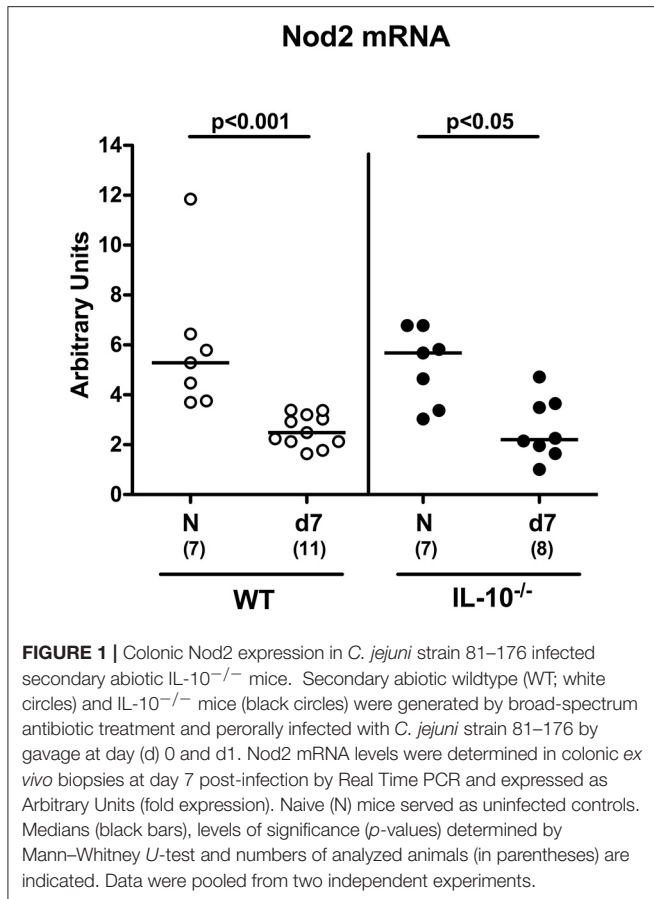 Nod2 mRNA
p<0.001
p<0.05
14
12
10
8
6
4
2
0
Arbitrary Units
N
d7
N
d7
(7)
(11)
(7)
(8)
WT
IL-10-/-
FIGURE 1 | Colonic Nod2 expression in C. jejuni strain 81–176 infected
secondary abiotic IL-10−/− mice. Secondary abiotic wildtype (WT; white
circles) and IL-10−/− mice (black circles) were generated by broad-spectrum
antibiotic treatment and perorally infected with C. jejuni strain 81–176 by
gavage at day (d) 0 and d1. Nod2 mRNA levels were determined in colonic ex
vivo biopsies at day 7 post-infection by Real Time PCR and expressed as
Arbitrary Units (fold expression). Naive (N) mice served as uninfected controls.
Medians (black bars), levels of significance (p-values) determined by
Mann–Whitney U-test and numbers of analyzed animals (in parentheses) are
indicated. Data were pooled from two independent experiments.